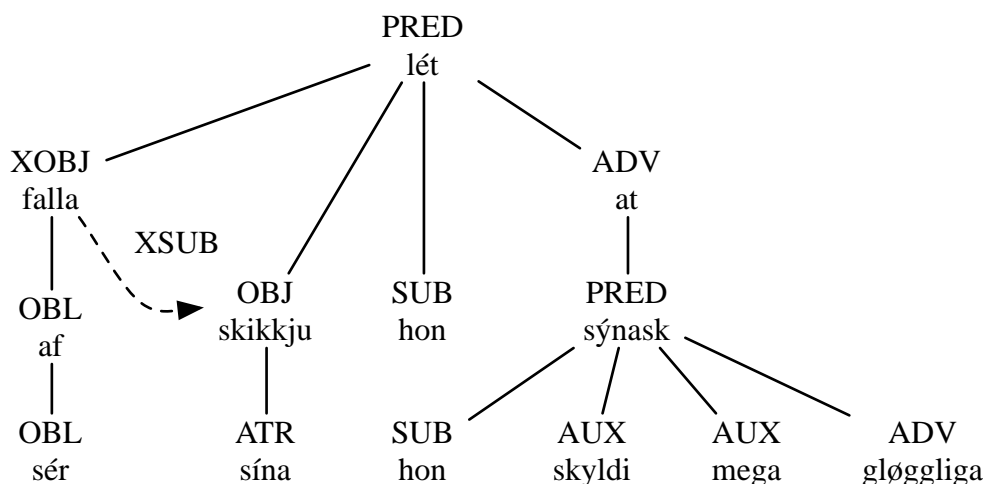 PRED
lét
XOBJ ADV
falla at
XSUB
OBL OBJ SUB PRED
af skikkju hon sýnask
OBL ATR SUB AUX AUX ADV
sér sína hon skyldi mega gløggliga